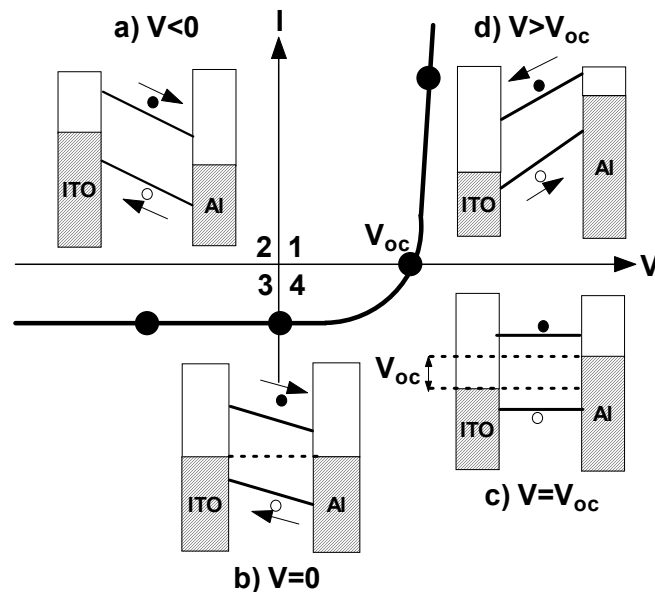 a) V<0
I
d) V>Voc
ITO
Al
ITO
Al
2 1
Voc
V
3 4
Voc
ITO
Al
ITO
Al
c) V=Voc
b) V=0